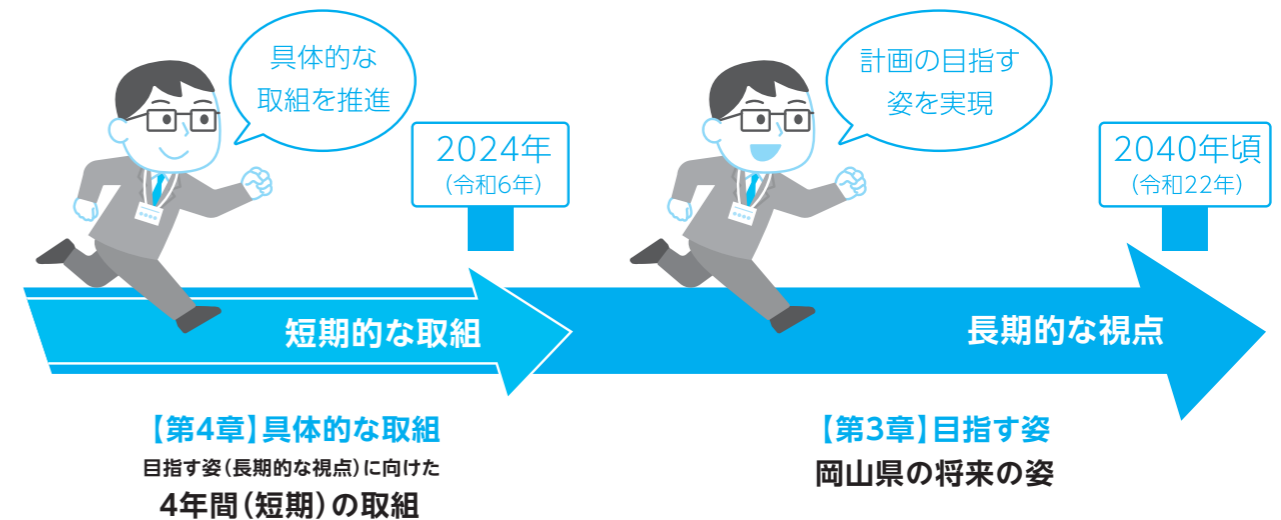 具体的な
取組を推進
2024年
(令和6年)
計画の目指す
姿を実現
2040年頃
(令和22年)
短期的な取組
長期的な視点
【第4章】具体的な取組
目指す姿(長期的な視点)に向けた
4年間(短期)の取組
【第3章】目指す姿
岡山県の将来の姿